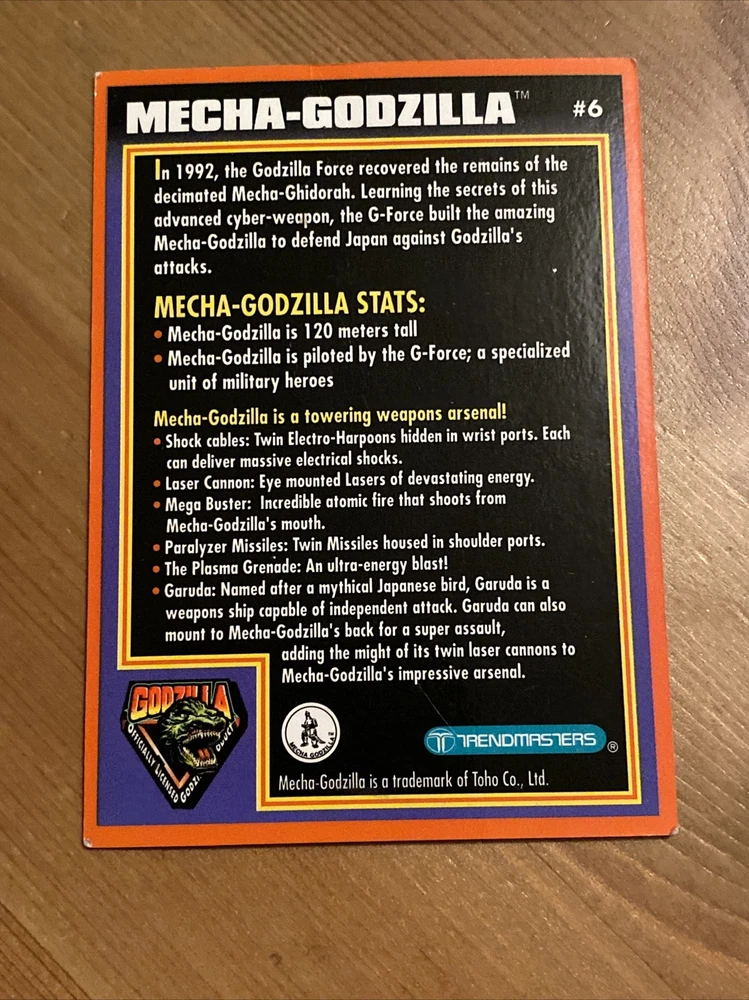 MECHA-GODZILLA™ #6
In 1992, the Godzilla Force recovered the remains of the
decimated Mecha-Ghidorah. Learning the secrets of this
advanced cyber-weapon, the G-Force built the amazing
Mecha-Godzilla to defend Japan against Godzilla's
attacks.
MECHA-GODZILLA STATS:
• Mecha-Godzilla is 120 meters tall
• Mecha-Godzilla is piloted by the G-Force; a specialized
unit of military heroes
Mecha-Godzilla is a towering weapons arsenal!
• Shock cables: Twin Electro-Harpoons hidden in wrist ports. Each
can deliver massive electrical shocks.
• Laser Cannon: Eye mounted Lasers of devastating energy.
• Mega Buster: Incredible atomic fire that shoots from
Mecha-Godzilla's mouth.
• Paralyzer Missiles: Twin Missiles housed in shoulder ports.
• The Plasma Grenade: An ultra-energy blast!
• Garuda: Named after a mythical Japanese bird, Garuda is a
weapons ship capable of independent attack. Garuda can also
mount to Mecha-Godzilla's back for a super assault,
adding the might of its twin laser cannons to
Mecha-Godzilla's impressive arsenal.
GODZILLA
OFFICIALLY LICENSED
MECHA GODZILLA
TRENDMASTERS®
Mecha-Godzilla is a trademark of Toho Co., Ltd.